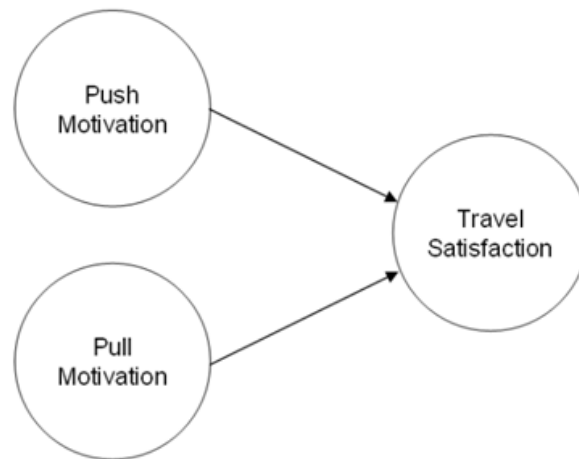 Push
Motivation
Travel
Satisfaction
Pull
Motivation